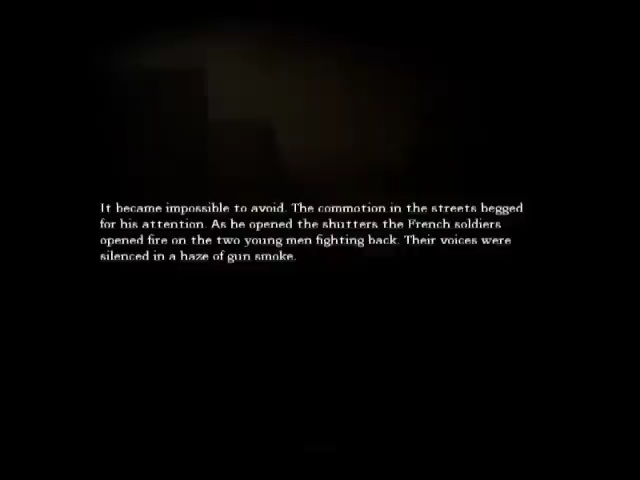 It became impossible to avoid. The commotion in the streets begged
for his attention. As he opened the shutters the French soldiers
opened fire on the two young men fighting back. Their voices were
silenced in a haze of gun smoke.